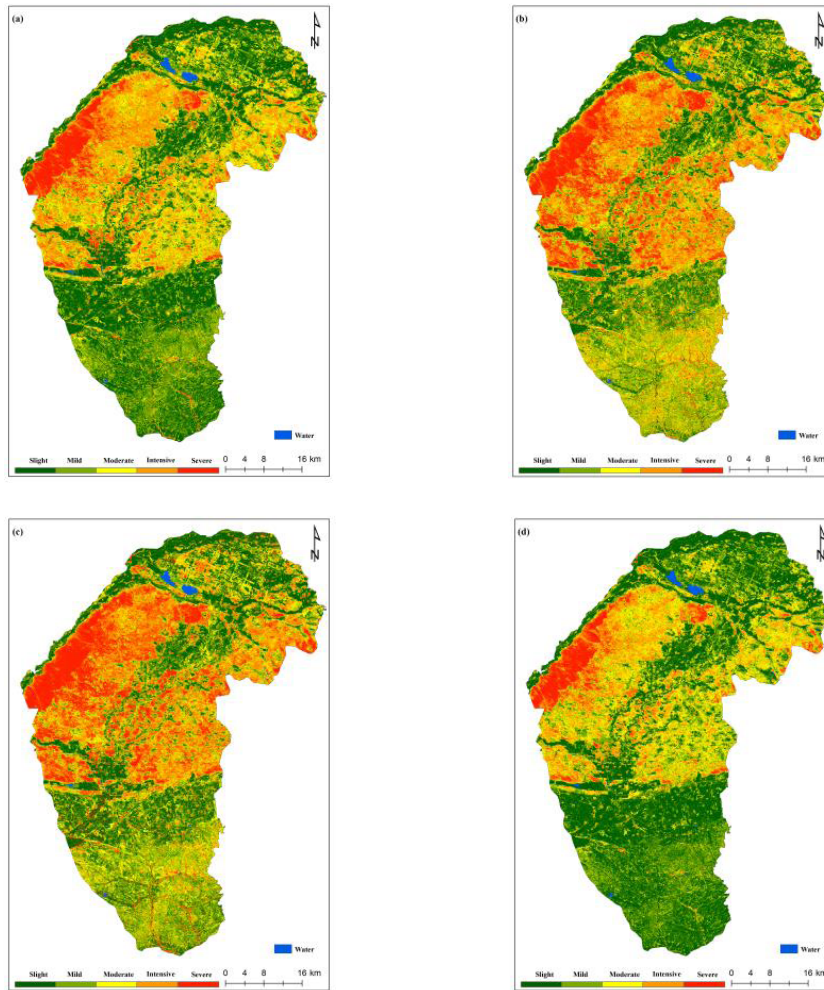 (a)
N
Water
Slight Mild Moderate Intensive Severe 0 4 8 16 km
(b)
N
Water
Slight Mild Moderate Intensive Severe 0 4 8 16 km
(c)
N
Water
Slight Mild Moderate Intensive Severe 0 4 8 16 km
(d)
N
Water
Slight Mild Moderate Intensive Severe 0 4 8 16 km